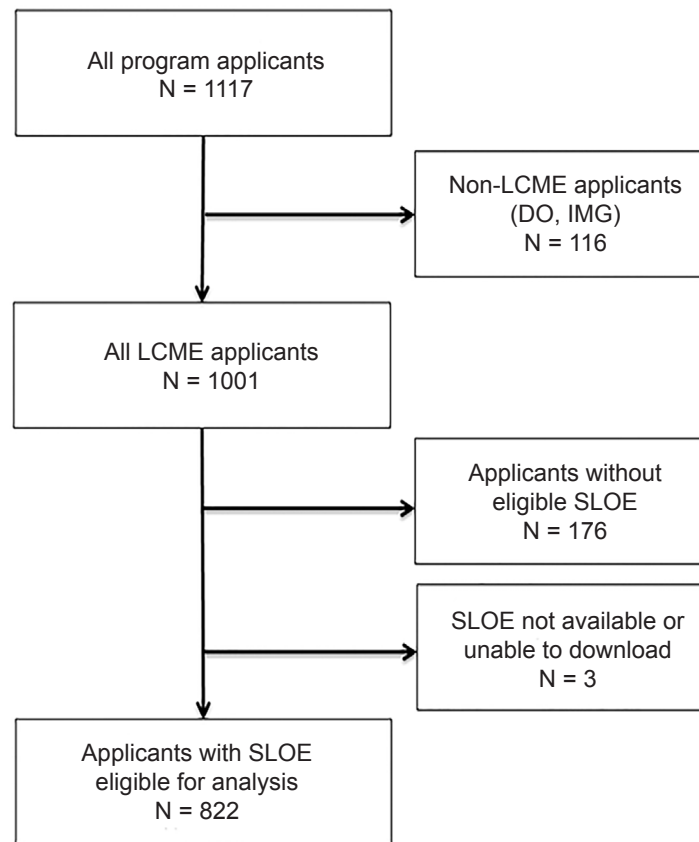 All program applicants
N = 1117
Non-LCME applicants
(DO, IMG)
N = 116
All LCME applicants
N = 1001
Applicants without
eligible SLOE
N = 176
SLOE not available or
unable to download
N = 3
Applicants with SLOE
eligible for analysis
N = 822